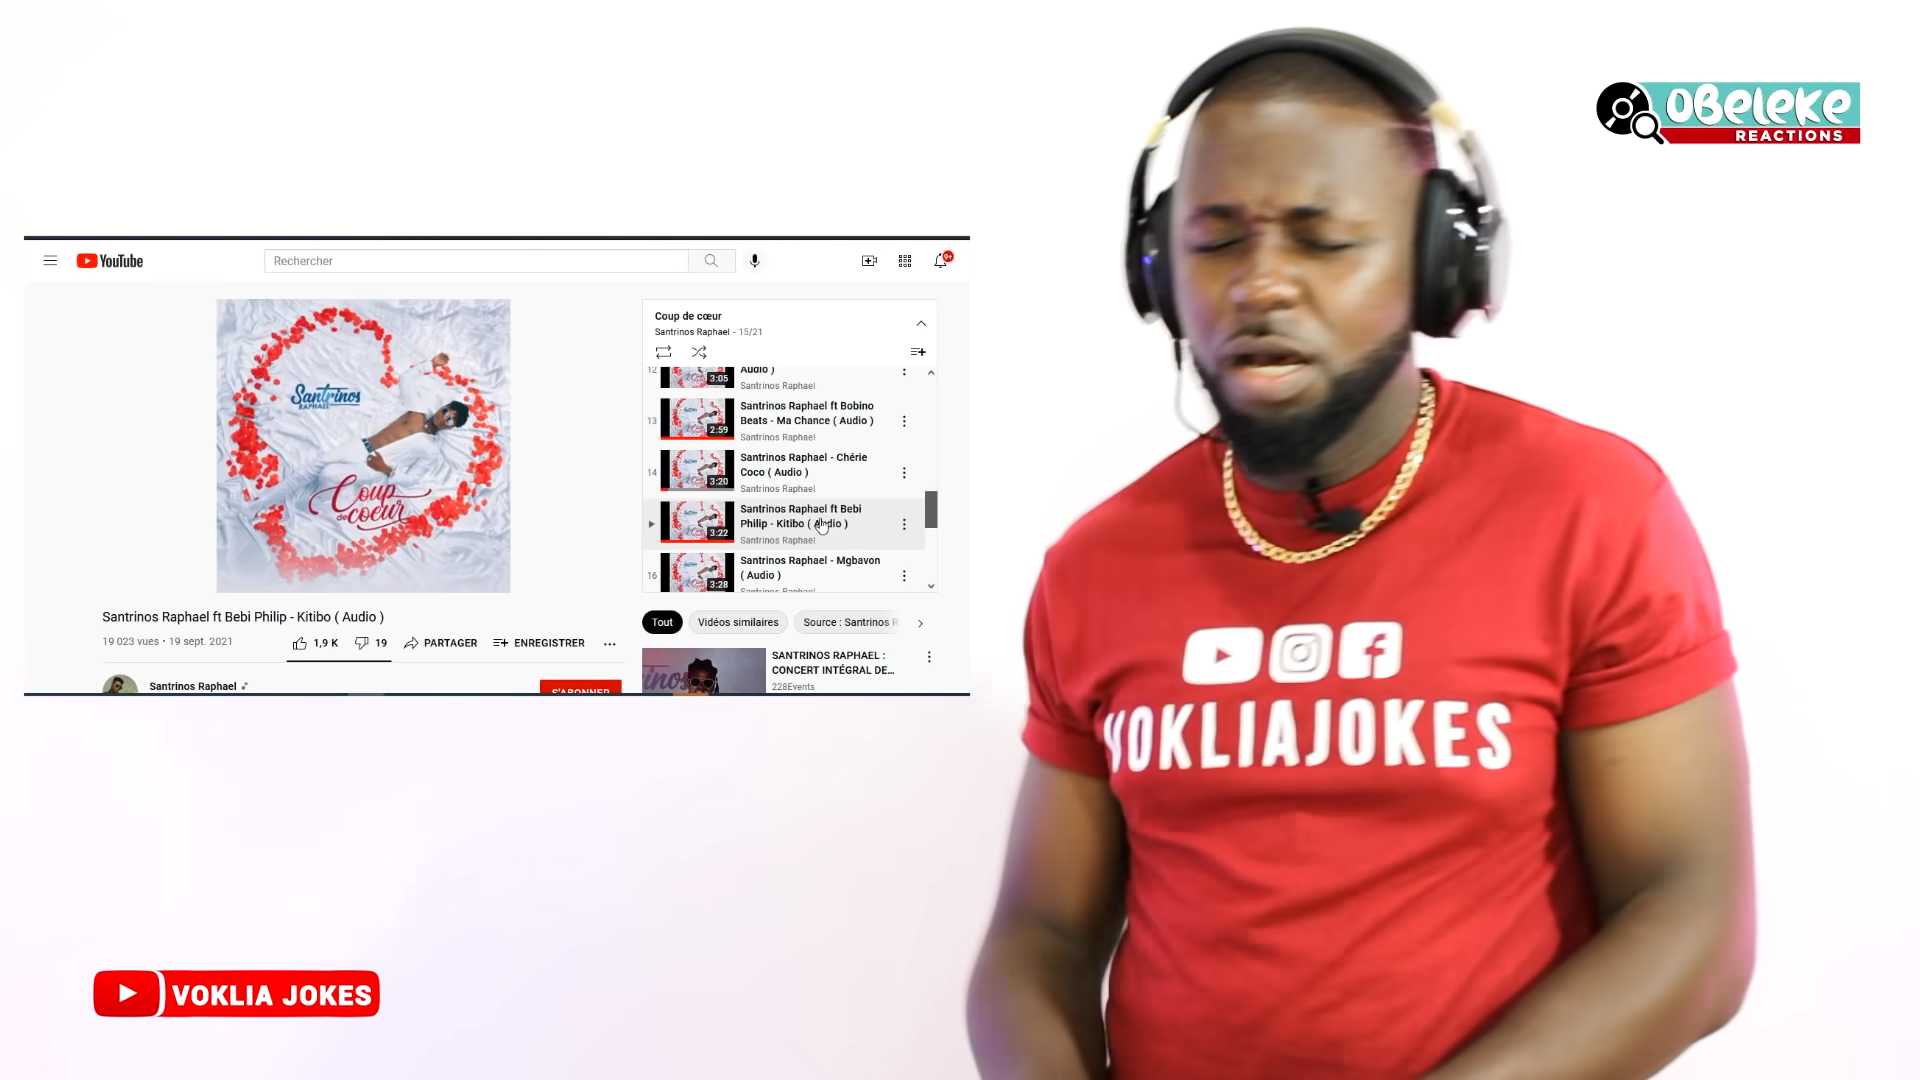 OBELEKE
REACTIONS
YouTube
Rechercher
9+
Santrinos
RAPHAEL
Coup
de coeur
Coup de cœur
Santrinos Raphael - 15/21
12
Audio )
3:05
Santrinos Raphael
13
Santrinos Raphael ft Bobino
Beats - Ma Chance ( Audio )
2:59
Santrinos Raphael
14
Santrinos Raphael - Chérie
Coco ( Audio )
3:20
Santrinos Raphael
Santrinos Raphael ft Bebi
Philip - Kitibo ( Audio )
3:22
Santrinos Raphael
16
Santrinos Raphael - Mgbavon
( Audio )
3:28
Santrinos Raphael
Santrinos Raphael ft Bebi Philip - Kitibo ( Audio )
19 023 vues • 19 sept. 2021
1,9 K
19
PARTAGER
ENREGISTRER
Santrinos Raphael
S'ABONNER
Tout
Vidéos similaires
Source : Santrinos R
SANTRINOS RAPHAEL :
CONCERT INTÉGRAL DE...
228Events
VOKLIAJOKES
VOKLIA JOKES